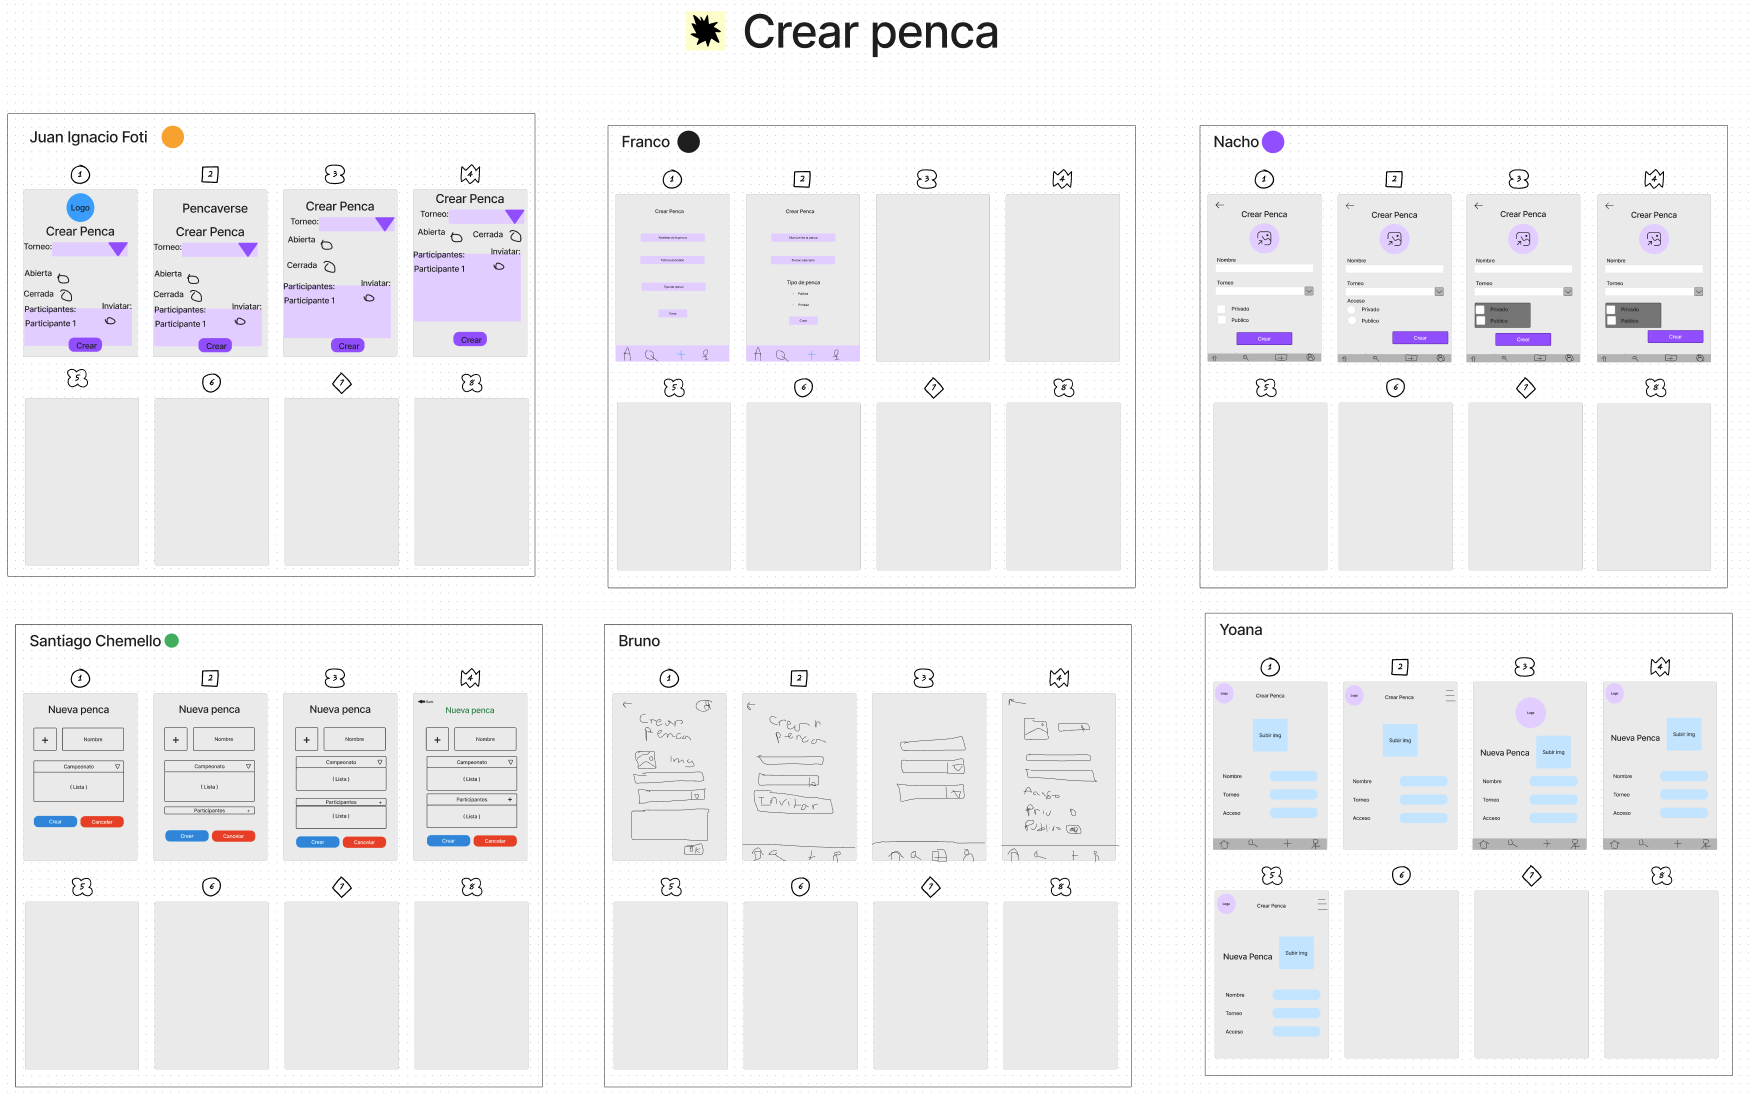 Crear penca
Juan Ignacio Foti
1
2
3
4
Logo
Crear Penca
Torneo:
Abierta
Cerrada
Participantes:
Inviatar:
Participante 1
Crear
Pencaverse
Crear Penca
Torneo:
Abierta
Cerrada
Participantes:
Inviatar:
Participante 1
Crear
Crear Penca
Torneo:
Abierta
Cerrada
Participantes:
Inviatar:
Participante 1
Crear
Crear Penca
Torneo:
Abierta
Cerrada
Participantes:
Inviatar:
Participante 1
Crear
5
6
7
8
Franco
1
2
3
4
Crear Penca
Tipo de penca
Crear
Crear Penca
Tipo de penca
Publica
Privada
Crear
5
6
7
8
Nacho
1
2
3
4
Crear Penca
Nombre
Torneo
Privado
Publico
Crear
Crear Penca
Nombre
Torneo
Acceso
Privado
Publico
Crear
Crear Penca
Nombre
Torneo
Privado
Publico
Crear
Crear Penca
Nombre
Torneo
Privado
Publico
Crear
5
6
7
8
Santiago Chemello
1
2
3
4
Nueva penca
+
Nombre
Campeonato
( Lista )
Crear
Cancelar
Nueva penca
+
Nombre
Campeonato
( Lista )
Participantes
+
Crear
Cancelar
Nueva penca
+
Nombre
Campeonato
( Lista )
Participantes
+
( Lista )
Crear
Cancelar
Nueva penca
+
Nombre
Campeonato
( Lista )
Participantes
+
( Lista )
Crear
Cancelar
5
6
7
8
Bruno
1
2
3
4
Crear
penca
Img
OK
Crear
penca
Invitar
Priv
Publico
5
6
7
8
Yoana
1
2
3
4
Logo
Crear Penca
Subir Img
Nombre
Torneo
Acceso
Logo
Crear Penca
Subir Img
Nombre
Torneo
Acceso
Logo
Nueva Penca
Subir Img
Nombre
Torneo
Acceso
Logo
Nueva Penca
Subir Img
Nombre
Torneo
Acceso
5
6
7
8
Logo
Crear Penca
Nueva Penca
Subir Img
Nombre
Torneo
Acceso